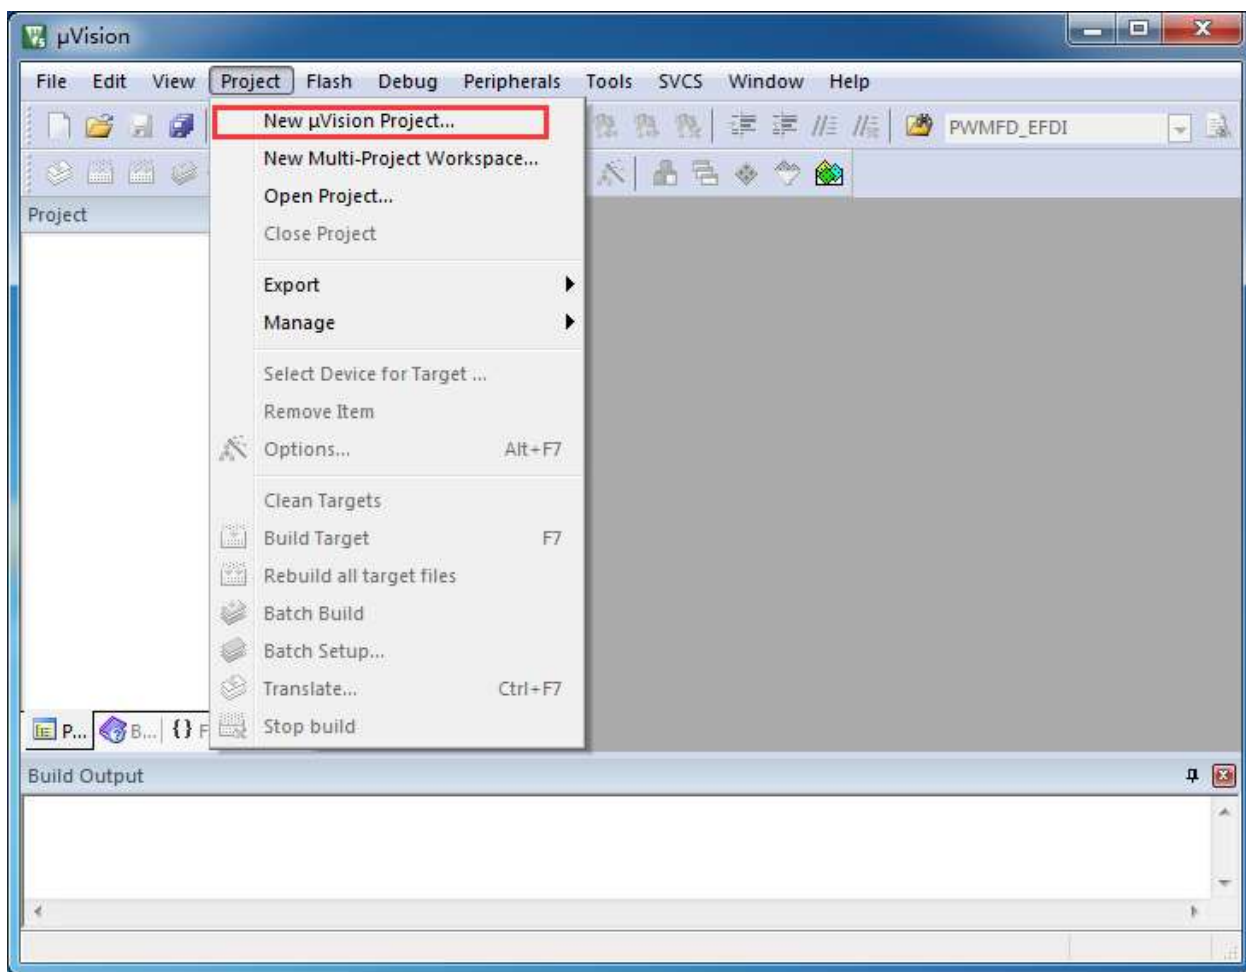 µVision
File Edit View Project Flash Debug Peripherals Tools SVCS Window Help
PWMFD_EFDI
Project
New µVision Project...
New Multi-Project Workspace...
Open Project...
Close Project
Export
Manage
Select Device for Target ...
Remove Item
Options... Alt+F7
Clean Targets
Build Target F7
Rebuild all target files
Batch Build
Batch Setup...
Translate... Ctrl+F7
Stop build
P... B... {} F
Build Output